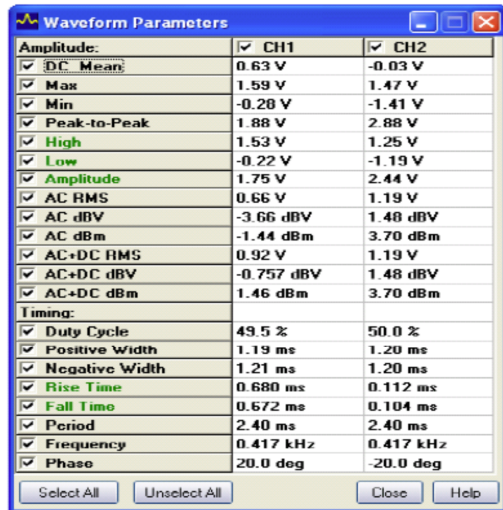 Waveform Parameters
Amplitude: CH1 CH2
DC Mean 0.63 V -0.03 V
Max 1.59 V 1.47 V
Min -0.28 V -1.41 V
Peak-to-Peak 1.88 V 2.88 V
High 1.53 V 1.25 V
Low -0.22 V -1.19 V
Amplitude 1.75 V 2.44 V
AC RMS 0.66 V 1.19 V
AC dBV -3.66 dBV 1.48 dBV
AC dBm -1.44 dBm 3.70 dBm
AC+DC RMS 0.92 V 1.19 V
AC+DC dBV -0.757 dBV 1.48 dBV
AC+DC dBm 1.46 dBm 3.70 dBm
Timing:
Duty Cycle 49.5 % 50.0 %
Positive Width 1.19 ms 1.20 ms
Negative Width 1.21 ms 1.20 ms
Rise Time 0.680 ms 0.112 ms
Fall Time 0.672 ms 0.104 ms
Period 2.40 ms 2.40 ms
Frequency 0.417 kHz 0.417 kHz
Phase 20.0 deg -20.0 deg
Select All Unselect All Close Help